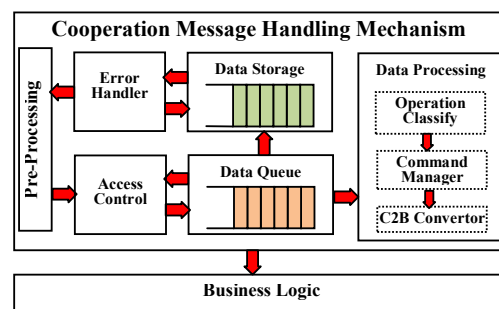 Cooperation Message Handling Mechanism
Pre-Processing
Error
Handler
Data Storage
Data Processing
Operation
Classify
Command
Manager
C2B Convertor
Access
Control
Data Queue
Business Logic